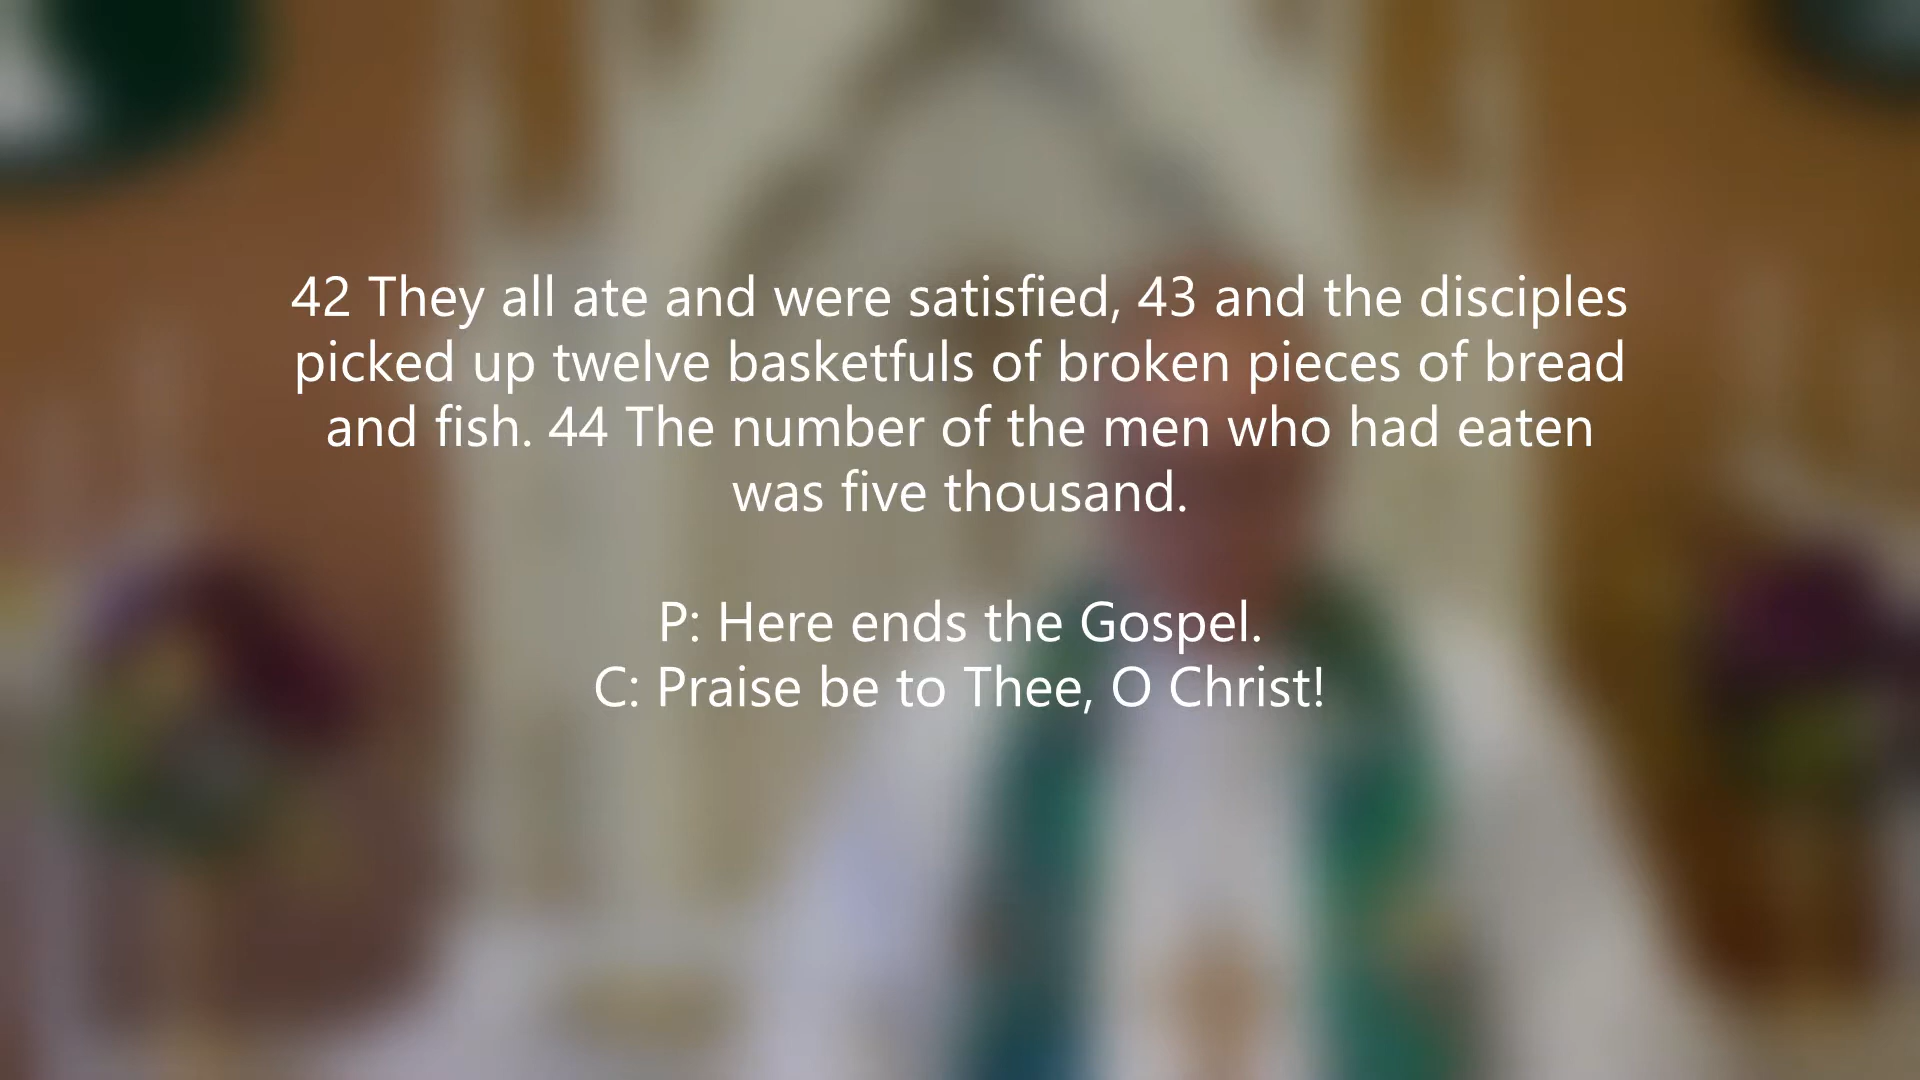 42 They all ate and were satisfied, 43 and the disciples
picked up twelve basketfuls of broken pieces of bread
and fish. 44 The number of the men who had eaten
was five thousand.
P: Here ends the Gospel.
C: Praise be to Thee, O Christ!